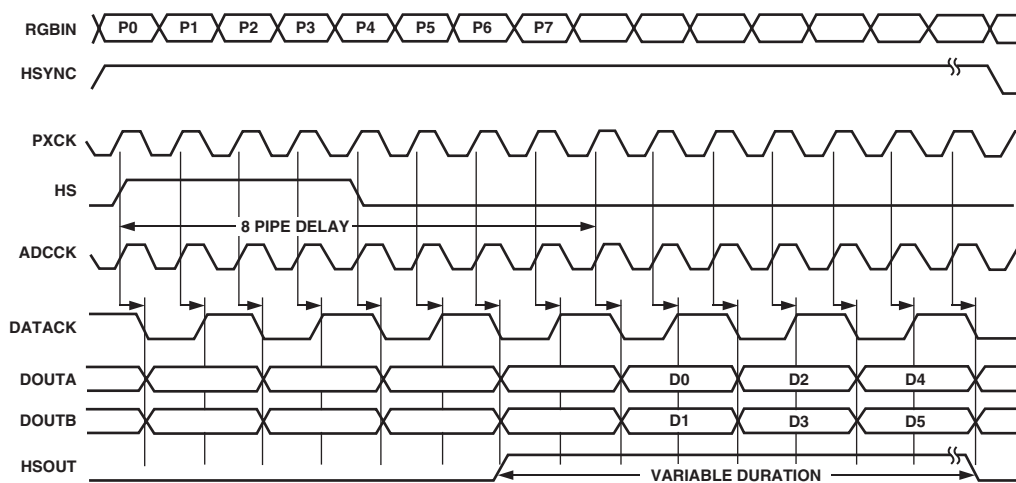 RGBIN P0 P1 P2 P3 P4 P5 P6 P7
HSYNC
PXCK
HS
8 PIPE DELAY
ADCCK
DATACK
DOUTA D0 D2 D4
DOUTB D1 D3 D5
HSOUT VARIABLE DURATION